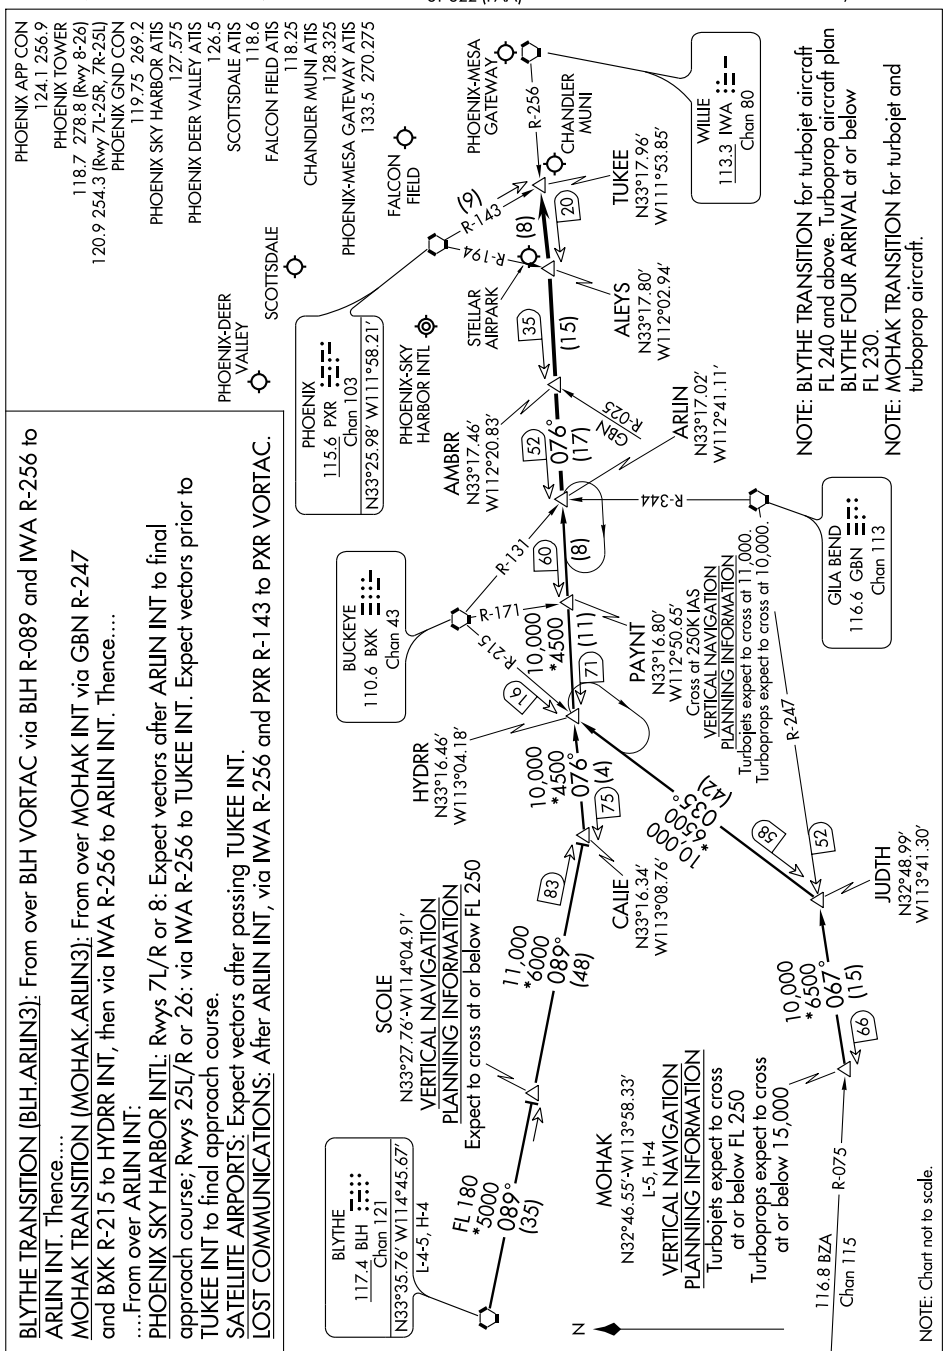 SI-322 (FAA)
BLYTHE TRANSITION (BLH.ARLIN3): From over BLH VORTAC via BLH R-089 and IWA R-256 to
ARLIN INT. Thence....
MOHAK TRANSITION (MOHAK.ARLIN3): From over MOHAK INT via GBN R-247
and BXK R-215 to HYDRR INT, then via IWA R-256 to ARLIN INT. Thence....
....From over ARLIN INT:
PHOENIX SKY HARBOR INTL: Rwys 7L/R or 8: Expect vectors after ARLIN INT to final
approach course; Rwys 25L/R or 26: via IWA R-256 to TUKEE INT. Expect vectors prior to
TUKEE INT to final approach course.
SATELLITE AIRPORTS: Expect vectors after passing TUKEE INT.
LOST COMMUNICATIONS: After ARLIN INT, via IWA R-256 and PXR R-143 to PXR VORTAC.
PHOENIX APP CON
124.1 256.9
PHOENIX TOWER
118.7 278.8 (Rwy 8-26)
120.9 254.3 (Rwy 7L-25R, 7R-25L)
PHOENIX GND CON
119.75 269.2
PHOENIX SKY HARBOR ATIS
127.575
PHOENIX DEER VALLEY ATIS
126.5
SCOTTSDALE ATIS
118.6
FALCON FIELD ATIS
118.25
CHANDLER MUNI ATIS
128.325
PHOENIX-MESA GATEWAY ATIS
133.5 270.275
PHOENIX-DEER
VALLEY
SCOTTSDALE
FALCON
FIELD
PHOENIX
115.6 PXR
Chan 103
N33°25.98' W111°58.21'
PHOENIX-SKY
HARBOR INTL
STELLAR
AIRPARK
PHOENIX-MESA
GATEWAY
CHANDLER
MUNI
R-256
R-143
(9)
R-194
(8)
20
WILLIE
113.3 IWA
Chan 80
TUKEE
N33°17.96'
W111°53.85'
ALEYS
N33°17.80'
W112°02.94'
35
(15)
AMBRR
N33°17.46'
W112°20.83'
GBN
R-025
52
076°
(17)
ARLIN
N33°17.02'
W112°41.11'
BUCKEYE
110.6 BXK
Chan 43
R-131
R-171
R-215
16
60
(8)
R-344
10,000
*4500
(11)
71
PAYNT
N33°16.80'
W112°50.65'
Cross at 250K IAS
VERTICAL NAVIGATION
PLANNING INFORMATION
Turbojets expect to cross at 11,000.
Turboprops expect to cross at 10,000.
GILA BEND
116.6 GBN
Chan 113
HYDRR
N33°16.46'
W113°04.18'
10,000
*4500
076°
(4)
75
CALIE
N33°16.34'
W113°08.76'
83
11,000
*6000
089°
(48)
SCOLE
N33°27.76'-W114°04.91'
VERTICAL NAVIGATION
PLANNING INFORMATION
Expect to cross at or below FL 250
BLYTHE
117.4 BLH
Chan 121
N33°35.76' W114°45.67'
L-4-5, H-4
FL 180
*5000
089°
(35)
10,000
*6500
035°
(42)
58
52
R-247
JUDTH
N32°48.99'
W113°41.30'
10,000
*6500
067°
(15)
66
MOHAK
N32°46.55'-W113°58.33'
L-5, H-4
VERTICAL NAVIGATION
PLANNING INFORMATION
Turbojets expect to cross
at or below FL 250
Turboprops expect to cross
at or below 15,000
116.8 BZA
Chan 115
R-075
N
NOTE: BLYTHE TRANSITION for turbojet aircraft
FL 240 and above. Turboprop aircraft plan
BLYTHE FOUR ARRIVAL at or below
FL 230.
NOTE: MOHAK TRANSITION for turbojet and
turboprop aircraft.
NOTE: Chart not to scale.